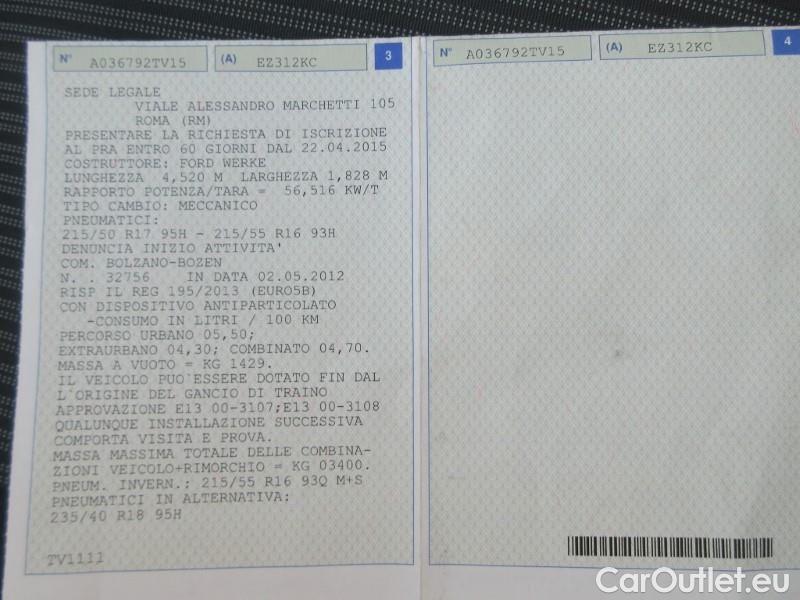 N° A036792TV15 (A) EZ312KC 3
SEDE LEGALE
VIALE ALESSANDRO MARCHETTI 105
ROMA (RM)
PRESENTARE LA RICHIESTA DI ISCRIZIONE
AL PRA ENTRO 60 GIORNI DAL 22.04.2015
COSTRUTTORE: FORD WERKE
LUNGHEZZA 4,520 M LARGHEZZA 1,828 M
RAPPORTO POTENZA/TARA = 56,516 KW/T
TIPO CAMBIO: MECCANICO
PNEUMATICI:
215/50 R17 95H - 215/55 R16 93H
DENUNCIA INIZIO ATTIVITA'
COM. BOLZANO-BOZEN
N. . 32756 IN DATA 02.05.2012
RISP IL REG 195/2013 (EURO5B)
CON DISPOSITIVO ANTIPARTICOLATO
-CONSUMO IN LITRI / 100 KM
PERCORSO URBANO 05,50;
EXTRAURBANO 04,30; COMBINATO 04,70.
MASSA A VUOTO = KG 1429.
IL VEICOLO PUO'ESSERE DOTATO FIN DAL
L'ORIGINE DEL GANCIO DI TRAINO
APPROVAZIONE E13 00-3107;E13 00-3108
QUALUNQUE INSTALLAZIONE SUCCESSIVA
COMPORTA VISITA E PROVA.
MASSA MASSIMA TOTALE DELLE COMBINA-
ZIONI VEICOLO+RIMORCHIO = KG 03400.
PNEUM. INVERN.: 215/55 R16 93Q M+S
PNEUMATICI IN ALTERNATIVA:
235/40 R18 95H
TV1111
N° A036792TV15 (A) EZ312KC 4
CarOutlet.eu